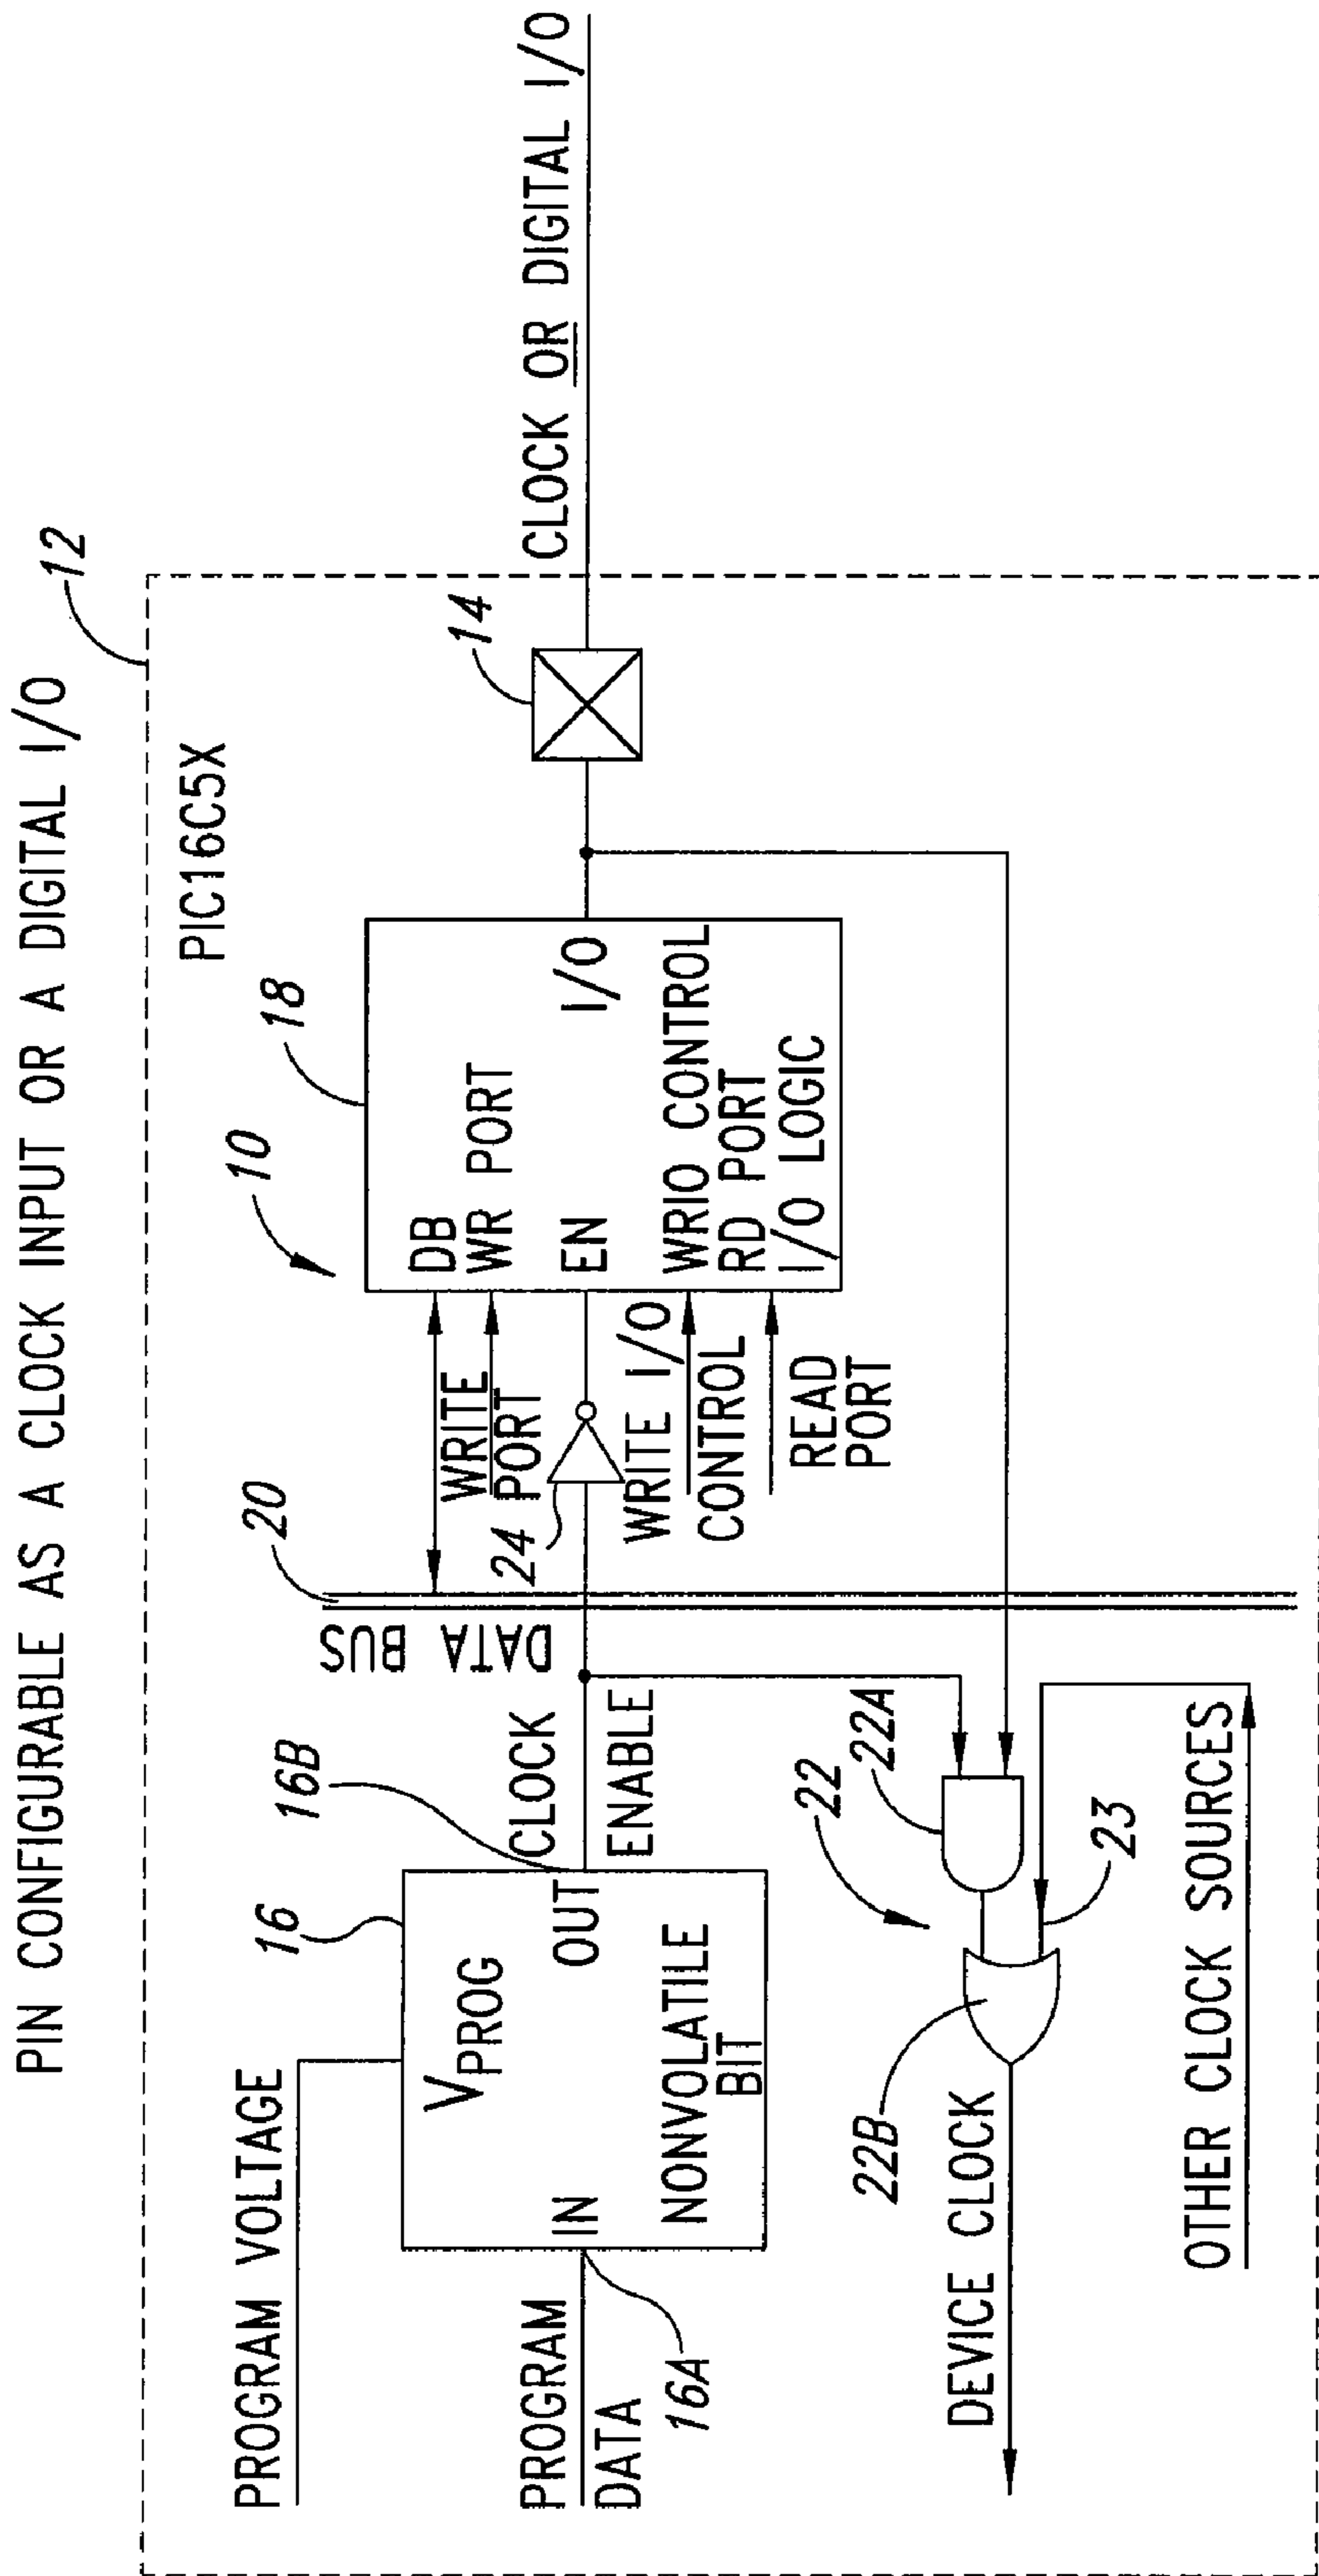 PIN CONFIGURABLE AS A CLOCK INPUT OR A DIGITAL I/O
12
PIC16C5X
PROGRAM VOLTAGE
16
VPROG
IN
OUT
NONVOLATILE
BIT
PROGRAM
DATA
16A
16B
CLOCK
ENABLE
20
DATA BUS
10
18
DB
WR PORT
EN
I/O
WRIO CONTROL
RD PORT
I/O LOGIC
WRITE
PORT
24
WRITE I/O
CONTROL
READ
PORT
14
CLOCK OR DIGITAL I/O
22
22A
22B
23
DEVICE CLOCK
OTHER CLOCK SOURCES